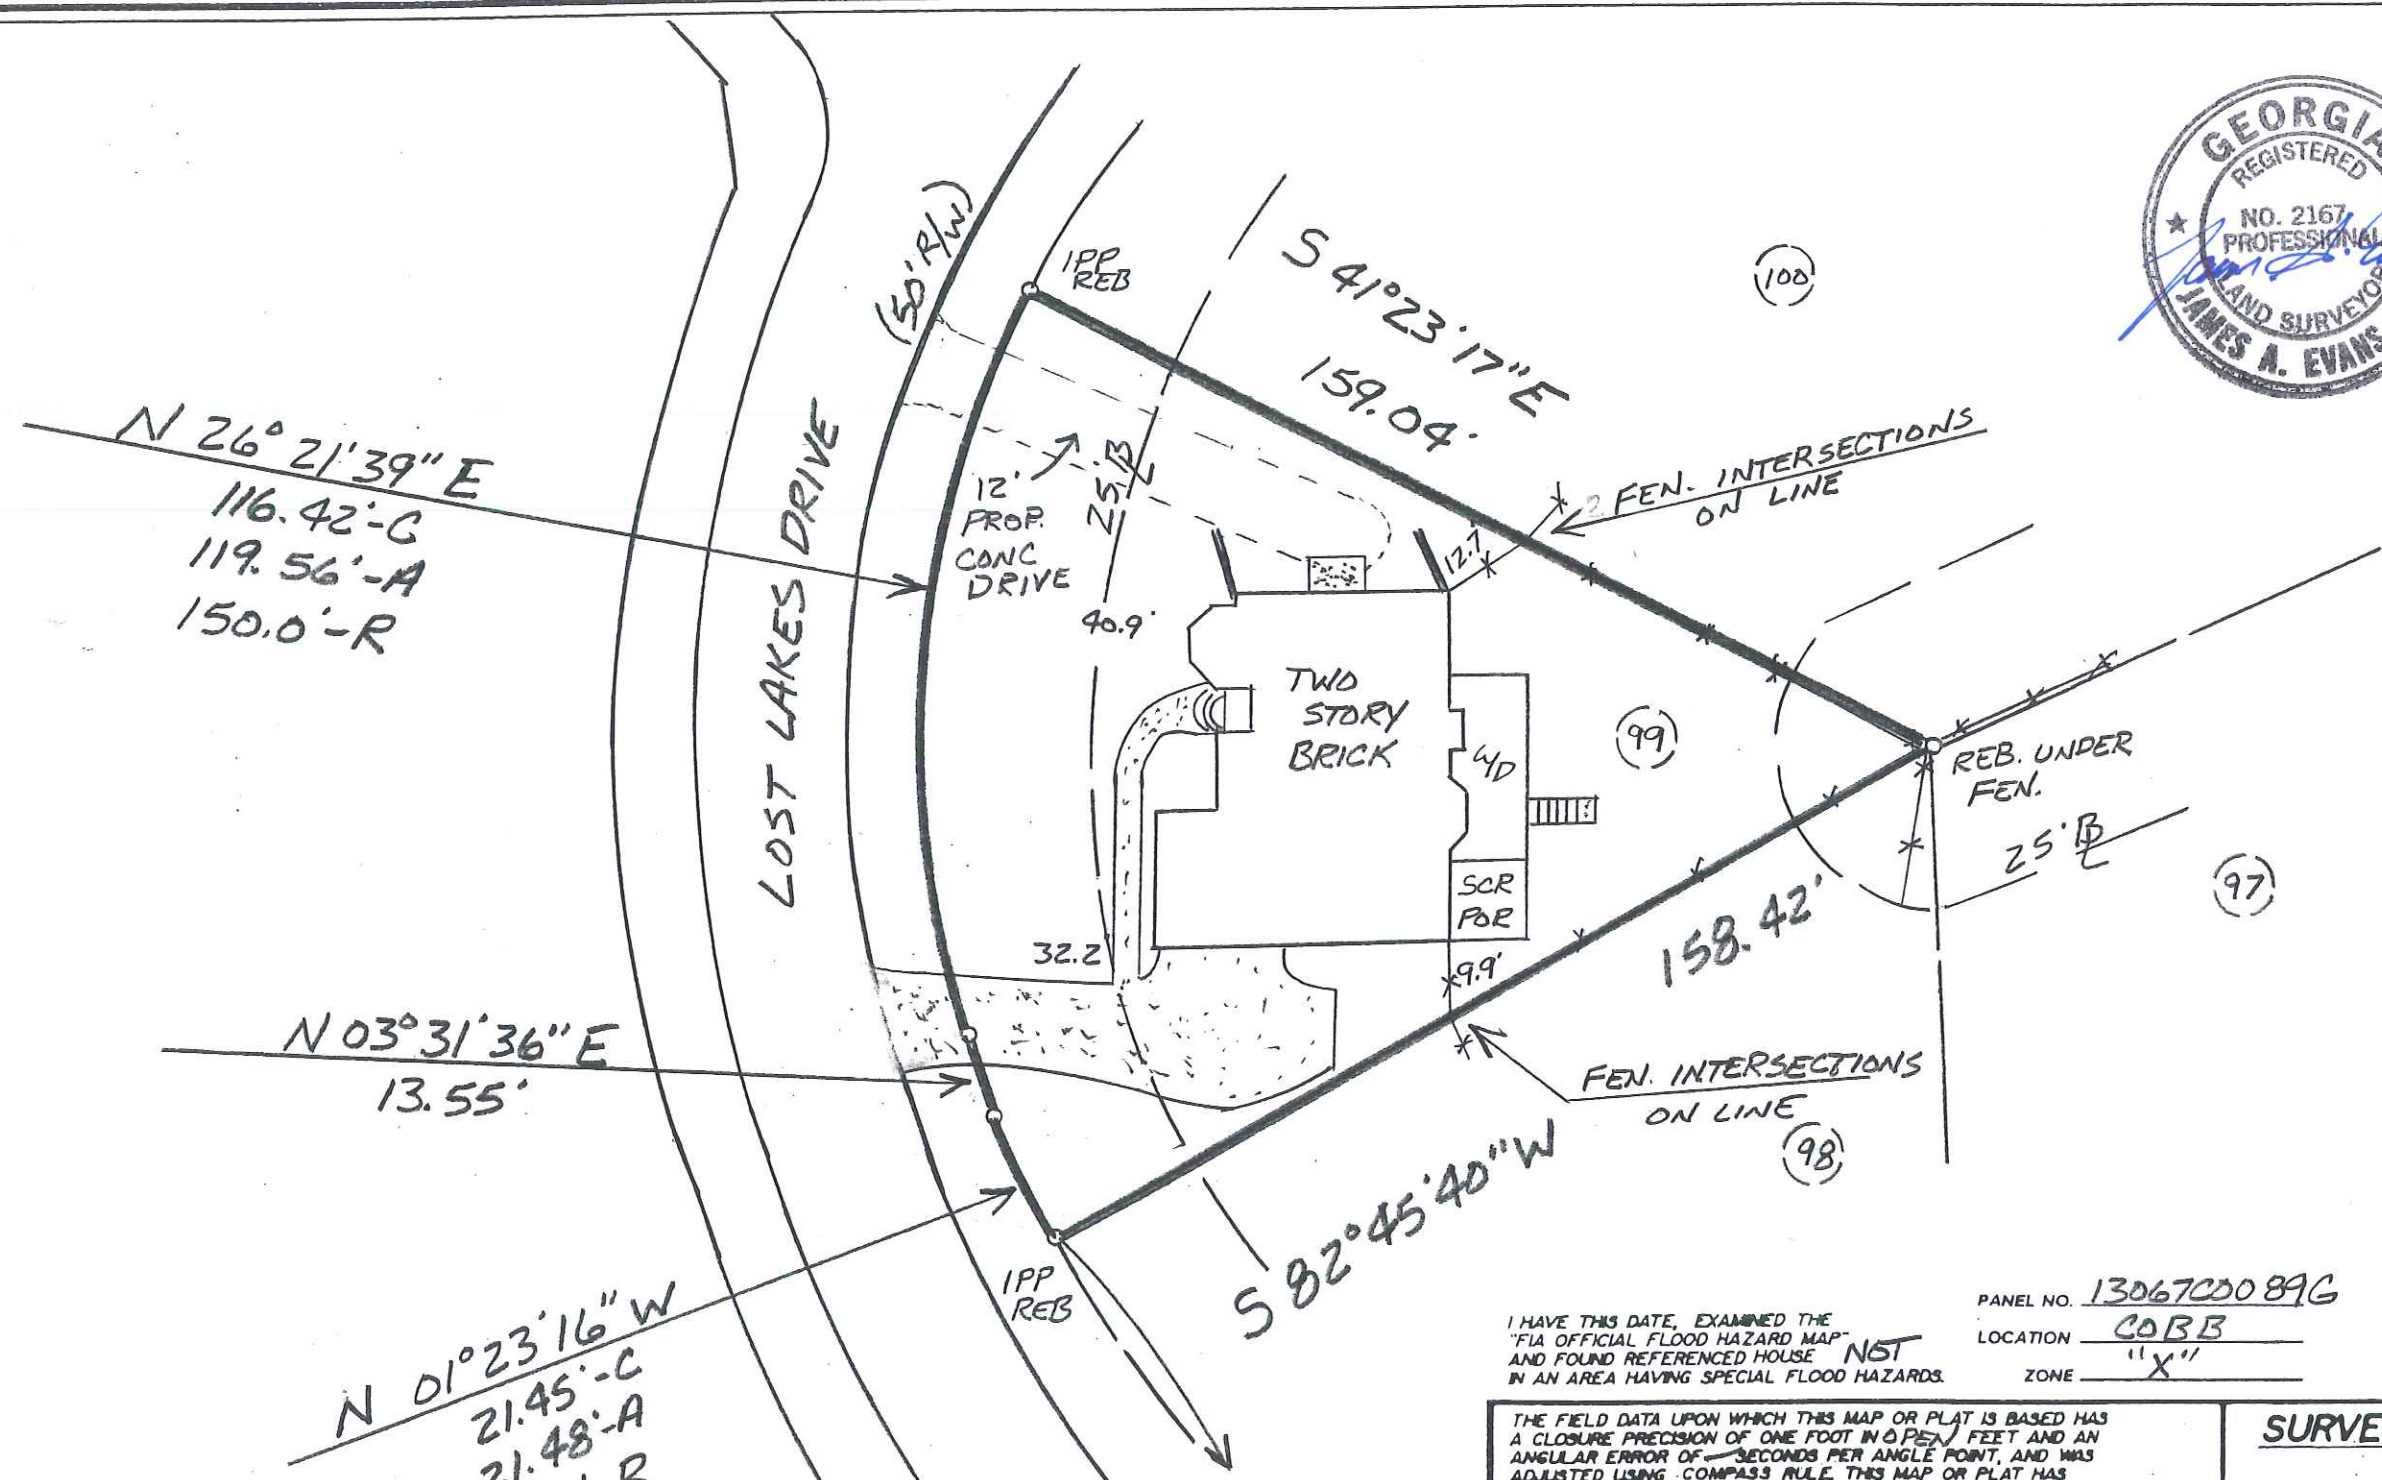 GEORGIA
REGISTERED
NO. 2167
PROFESSIONAL
LAND SURVEYOR
JAMES A. EVANS
(50' R/W)
IPP
REB
S 41°23'17"E
159.04'
100
N 26°21'39"E
116.42'-C
119.56'-A
150.0'-R
LOST LAKES DRIVE
12'
PROP.
CONC
DRIVE
25' BL
12.7
FEN. INTERSECTIONS
ON LINE
40.9'
TWO
STORY
BRICK
W/D
99
REB. UNDER
FEN.
25' BL
97
SCR
POR
32.2
9.9'
158.42'
N 03°31'36"E
13.55'
FEN. INTERSECTIONS
ON LINE
98
S 82°45'40"W
IPP
REB
N 01°23'16"W
21.45'-C
21.48'-A
R
I HAVE THIS DATE, EXAMINED THE
"FIA OFFICIAL FLOOD HAZARD MAP"
AND FOUND REFERENCED HOUSE NOT
IN AN AREA HAVING SPECIAL FLOOD HAZARDS.
PANEL NO. 13067C0089G
LOCATION COBB
ZONE "X"
THE FIELD DATA UPON WHICH THIS MAP OR PLAT IS BASED HAS
A CLOSURE PRECISION OF ONE FOOT IN OPEN FEET AND AN
ANGULAR ERROR OF — SECONDS PER ANGLE POINT, AND WAS
ADJUSTED USING COMPASS RULE. THIS MAP OR PLAT HAS
SURVE